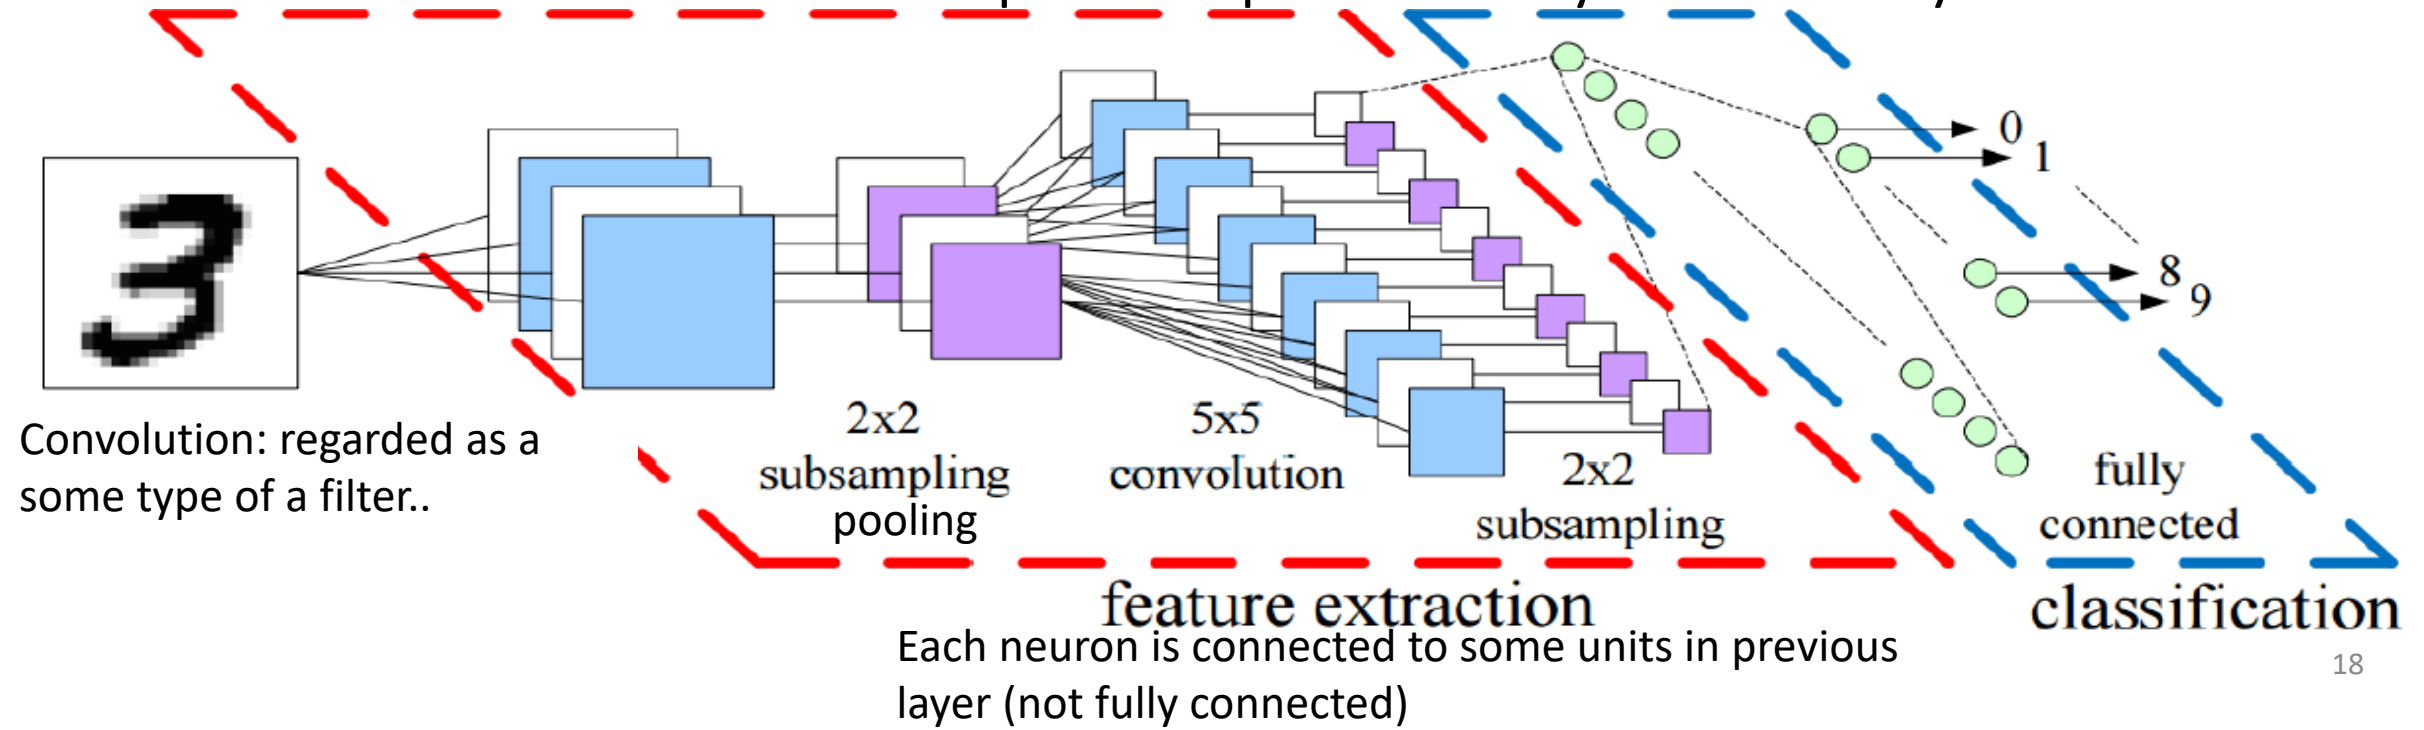 0
1
8
9
Convolution: regarded as a
some type of a filter..
2x2
subsampling
pooling
5x5
convolution
2x2
subsampling
fully
connected
feature extraction
classification
Each neuron is connected to some units in previous
layer (not fully connected)
18